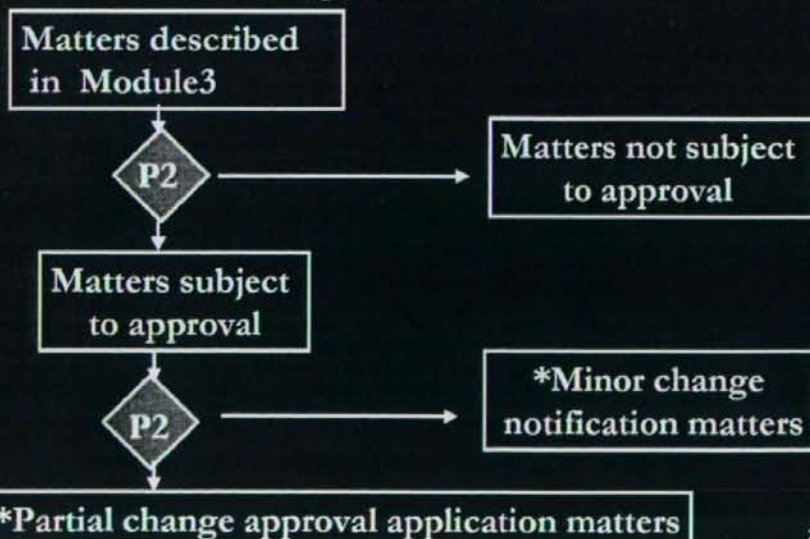 Matters described
in Module3
P2
Matters not subject
to approval
Matters subject
to approval
P2
*Minor change
notification matters
*Partial change approval application matters